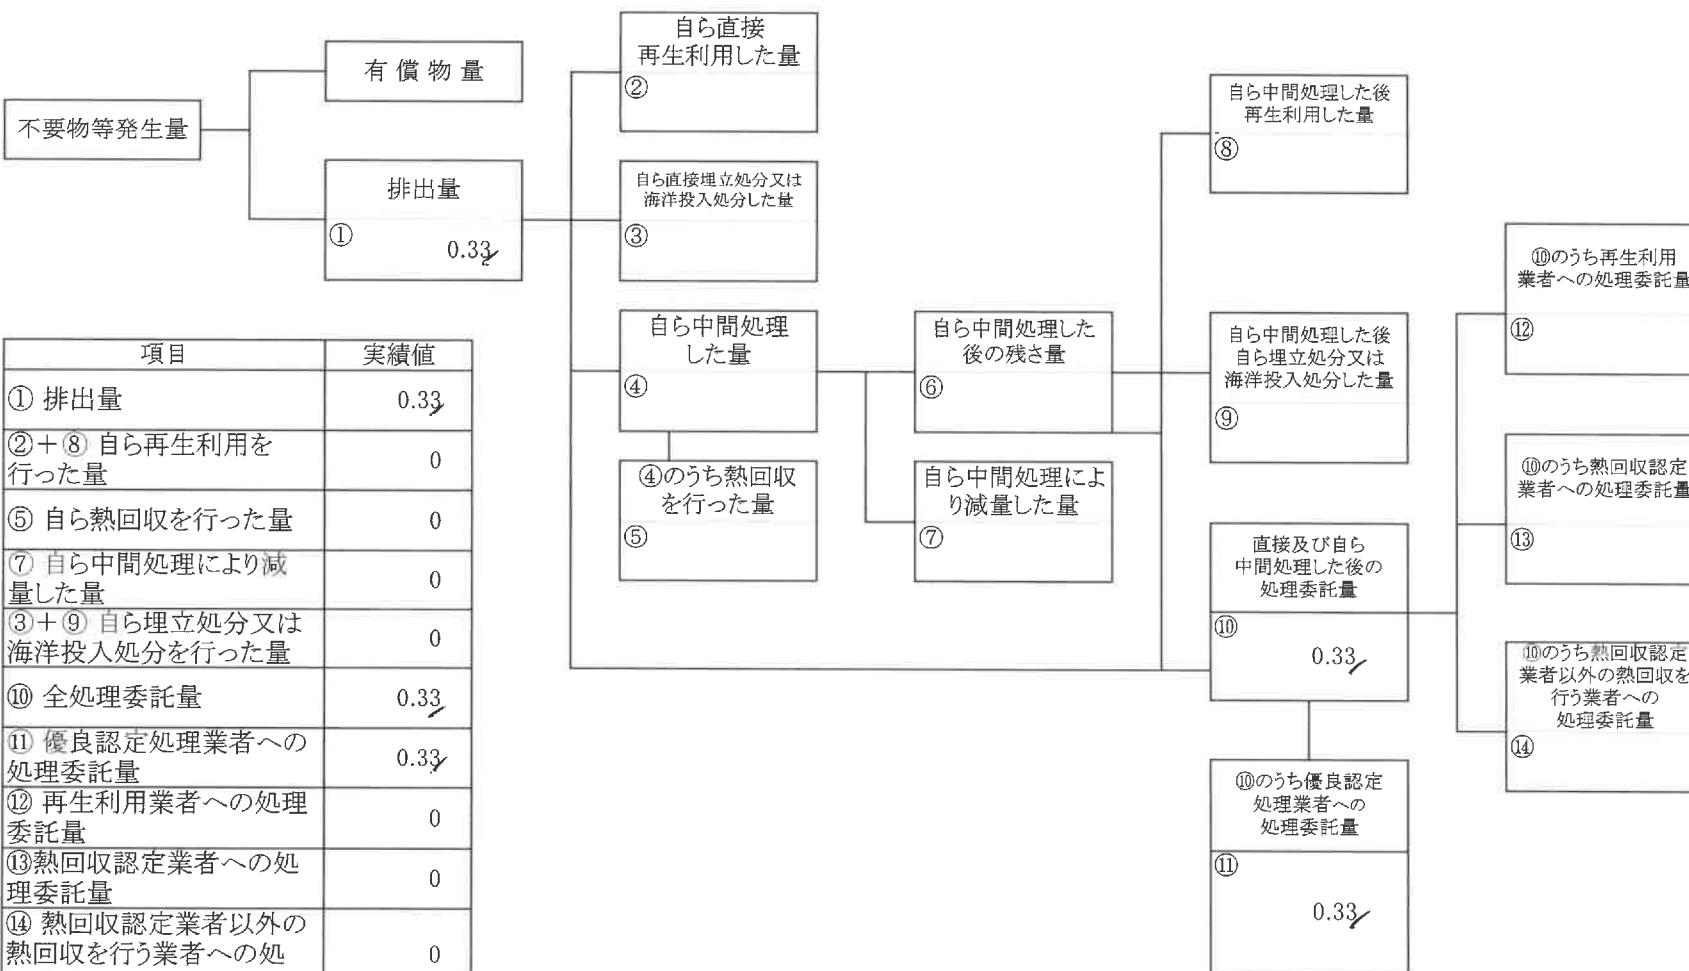 不要物等発生量
有償物量
排出量
①
0.33
自ら直接
再生利用した量
②
自ら直接埋立処分又は
海洋投入処分した量
③
自ら中間処理
した量
④
④のうち熱回収
を行った量
⑤
自ら中間処理した
後の残さ量
⑥
自ら中間処理によ
り減量した量
⑦
自ら中間処理した後
再生利用した量
⑧
自ら中間処理した後
自ら埋立処分又は
海洋投入処分した量
⑨
直接及び自ら
中間処理した後の
処理委託量
⑩
0.33
⑩のうち優良認定
処理業者への
処理委託量
⑪
0.33
⑩のうち再生利用
業者への処理委託量
⑫
⑩のうち熱回収認定
業者への処理委託量
⑬
⑩のうち熱回収認定
業者以外の熱回収を
行う業者への
処理委託量
⑭
項目 実績値
① 排出量 0.33
②＋⑧ 自ら再生利用を
行った量 0
⑤ 自ら熱回収を行った量 0
⑦ 自ら中間処理により減
量した量 0
③＋⑨ 自ら埋立処分又は
海洋投入処分を行った量 0
⑩ 全処理委託量 0.33
⑪ 優良認定処理業者への
処理委託量 0.33
⑫ 再生利用業者への処理
委託量 0
⑬熱回収認定業者への処
理委託量 0
⑭ 熱回収認定業者以外の
熱回収を行う業者への処 0